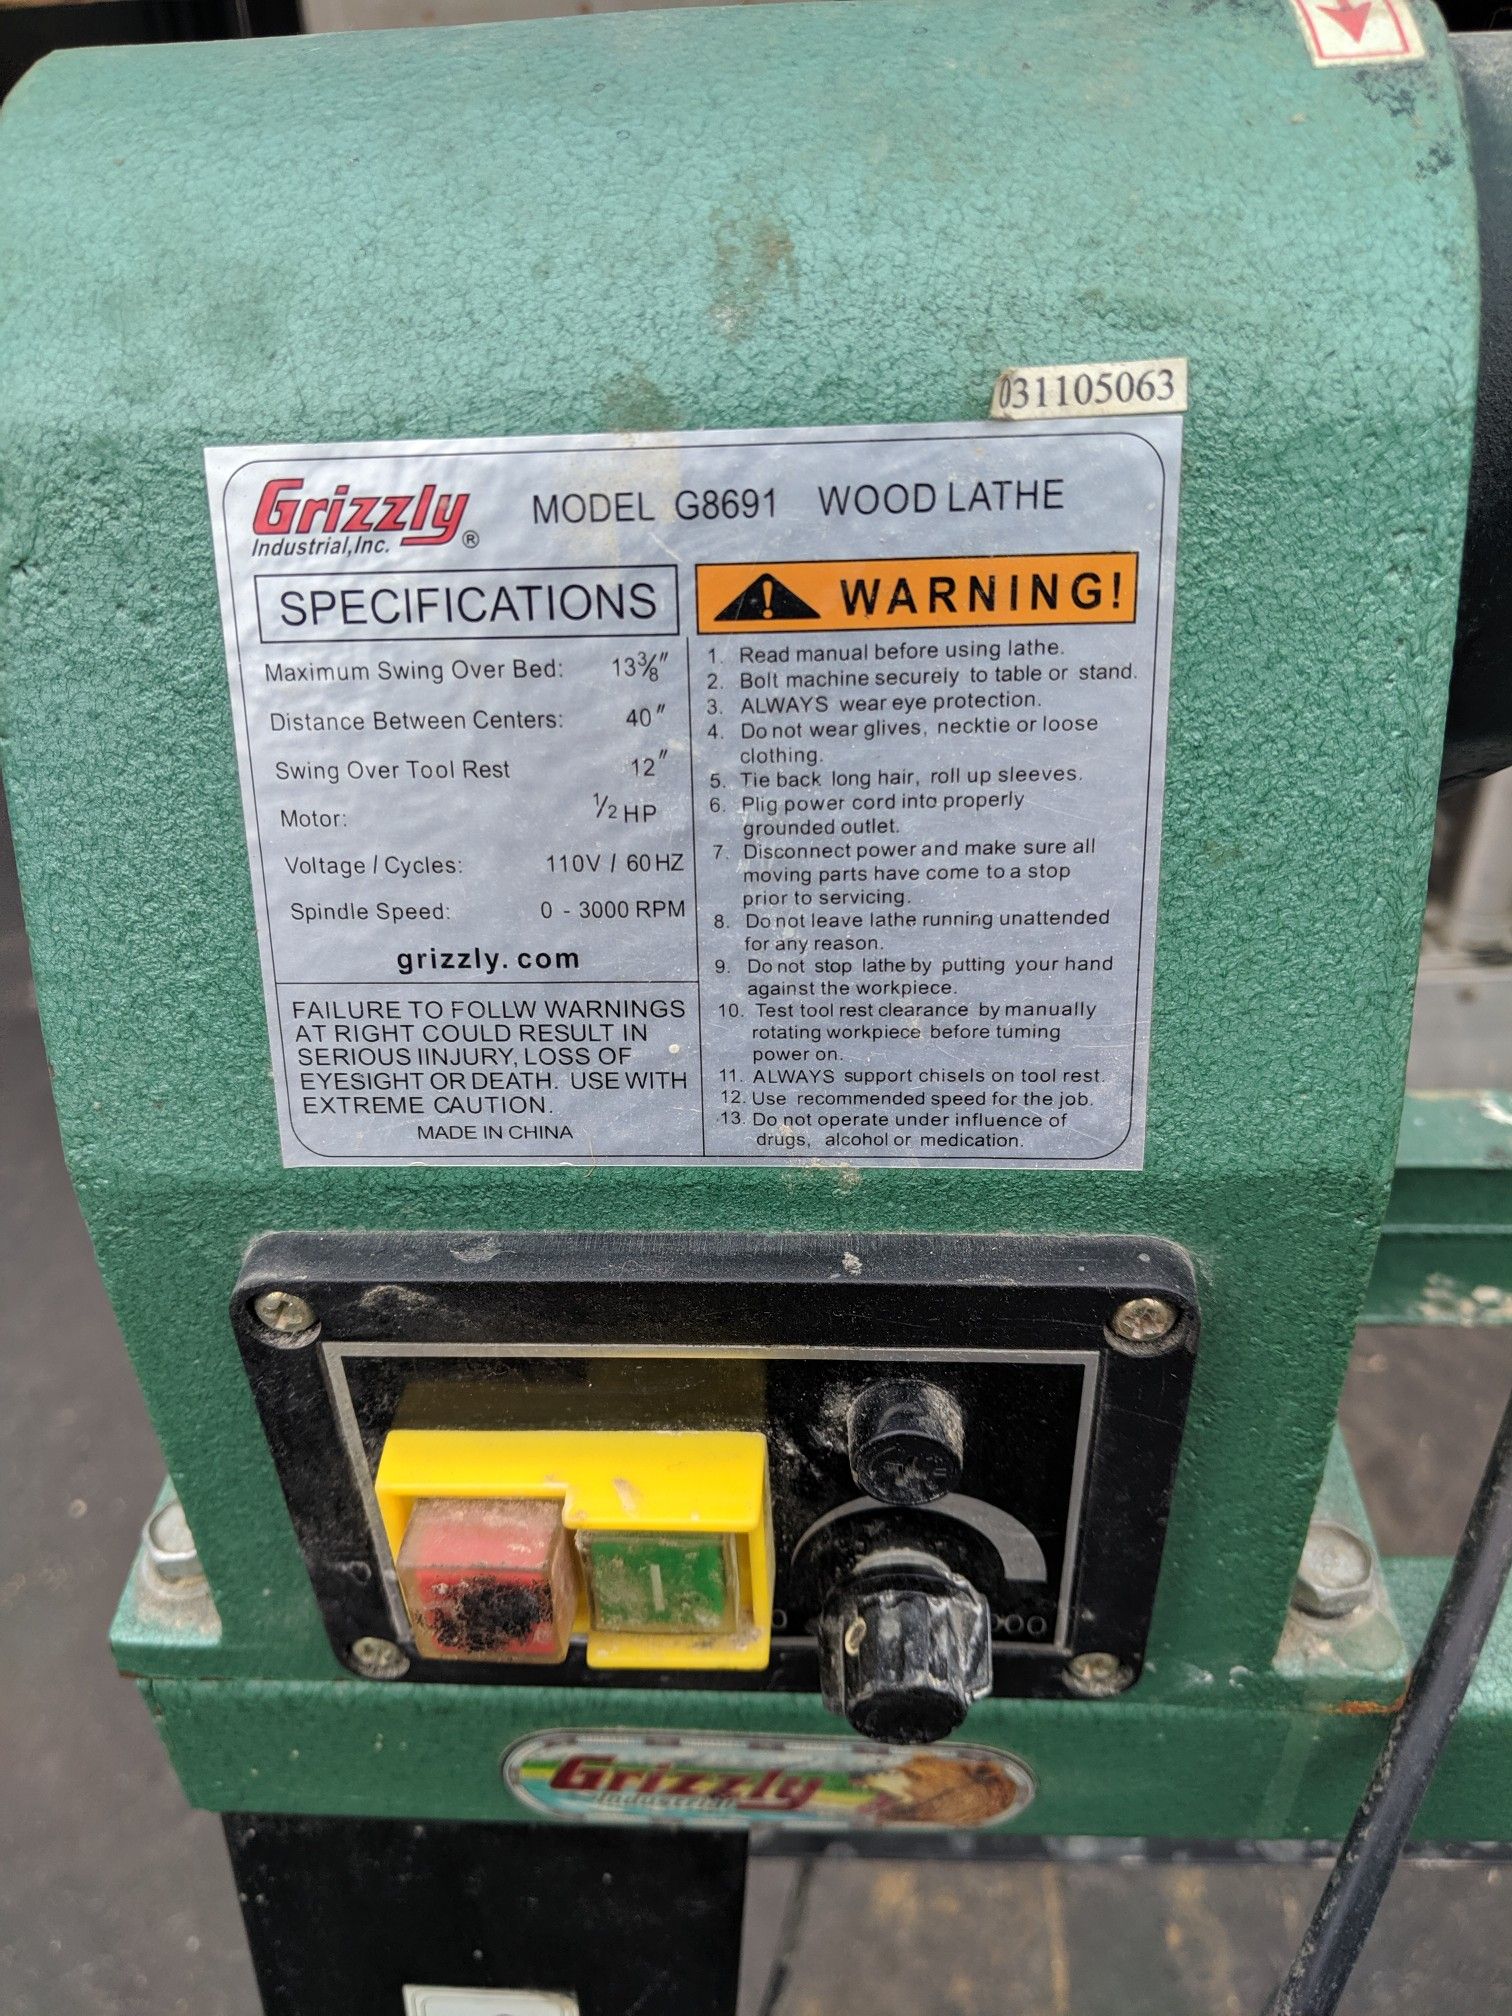 031105063
Grizzly
Industrial,Inc. ®
MODEL G8691 WOOD LATHE
SPECIFICATIONS
Maximum Swing Over Bed: 13⅜"
Distance Between Centers: 40"
Swing Over Tool Rest 12"
Motor: ½ HP
Voltage / Cycles: 110V / 60HZ
Spindle Speed: 0 - 3000 RPM
grizzly.com
FAILURE TO FOLLW WARNINGS
AT RIGHT COULD RESULT IN
SERIOUS IINJURY, LOSS OF
EYESIGHT OR DEATH. USE WITH
EXTREME CAUTION.
MADE IN CHINA
WARNING!
1. Read manual before using lathe.
2. Bolt machine securely to table or stand.
3. ALWAYS wear eye protection.
4. Do not wear glives, necktie or loose
clothing.
5. Tie back long hair, roll up sleeves.
6. Plig power cord into properly
grounded outlet.
7. Disconnect power and make sure all
moving parts have come to a stop
prior to servicing.
8. Do not leave lathe running unattended
for any reason.
9. Do not stop lathe by putting your hand
against the workpiece.
10. Test tool rest clearance by manually
rotating workpiece before tuming
power on.
11. ALWAYS support chisels on tool rest.
12. Use recommended speed for the job.
13. Do not operate under influence of
drugs, alcohol or medication.
I
0
000
Grizzly
Industrial